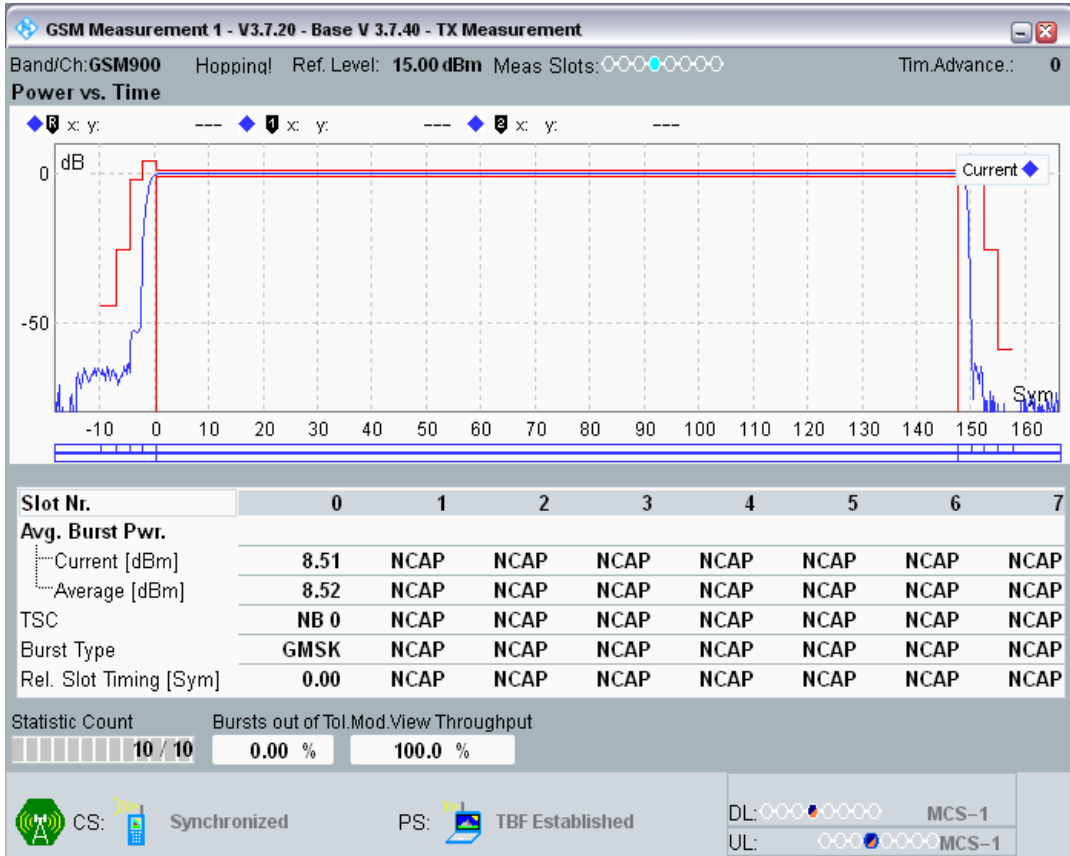 GSM Measurement 1 - V3.7.20 - Base V 3.7.40 - TX Measurement
Band/Ch:GSM900 Hopping! Ref. Level: 15.00 dBm Meas Slots: Tim.Advance.: 0
Power vs. Time
R x: y: --- 1 x: y: --- 2 x: y: ---
dB
Current
0
-50
Sym
-10 0 10 20 30 40 50 60 70 80 90 100 110 120 130 140 150 160
Slot Nr. 0 1 2 3 4 5 6 7
Avg. Burst Pwr.
Current [dBm] 8.51 NCAP NCAP NCAP NCAP NCAP NCAP NCAP
Average [dBm] 8.52 NCAP NCAP NCAP NCAP NCAP NCAP NCAP
TSC NB 0 NCAP NCAP NCAP NCAP NCAP NCAP NCAP
Burst Type GMSK NCAP NCAP NCAP NCAP NCAP NCAP NCAP
Rel. Slot Timing [Sym] 0.00 NCAP NCAP NCAP NCAP NCAP NCAP NCAP
Statistic Count Bursts out of Tol. Mod.View Throughput
10 / 10 0.00 % 100.0 %
CS: Synchronized PS: TBF Established
DL: MCS-1
UL: MCS-1